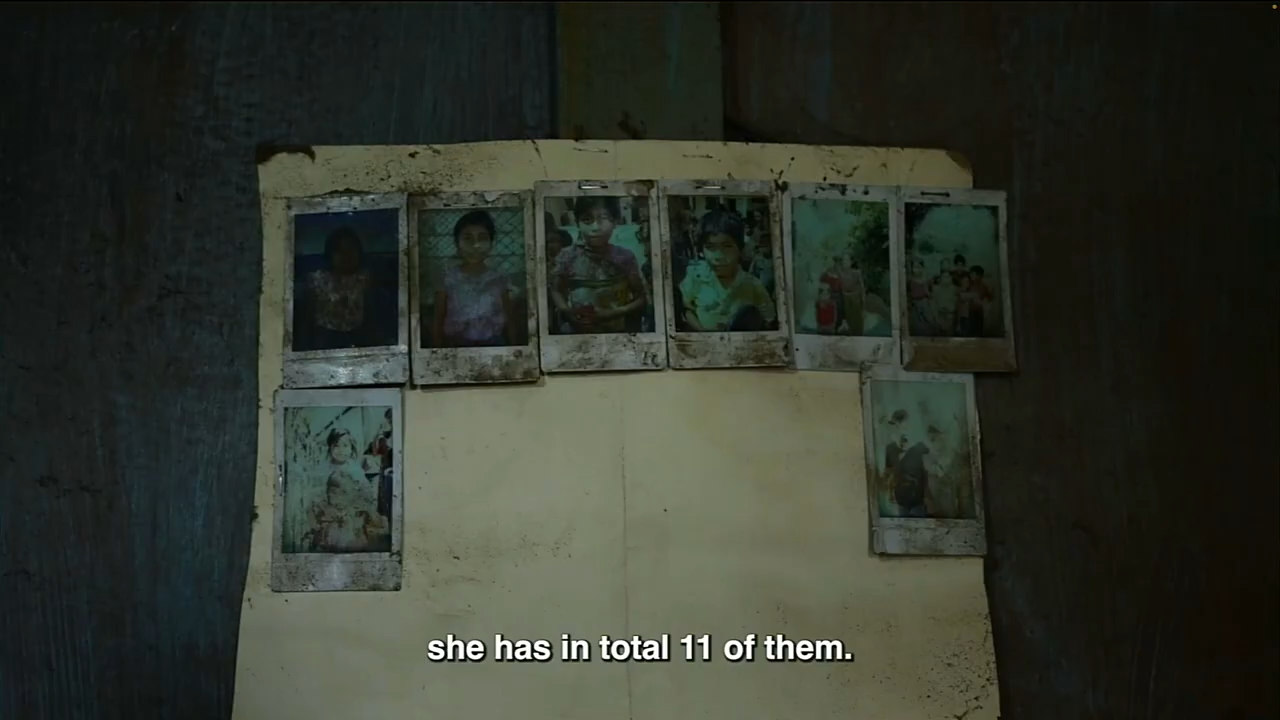 she has in total 11 of them.